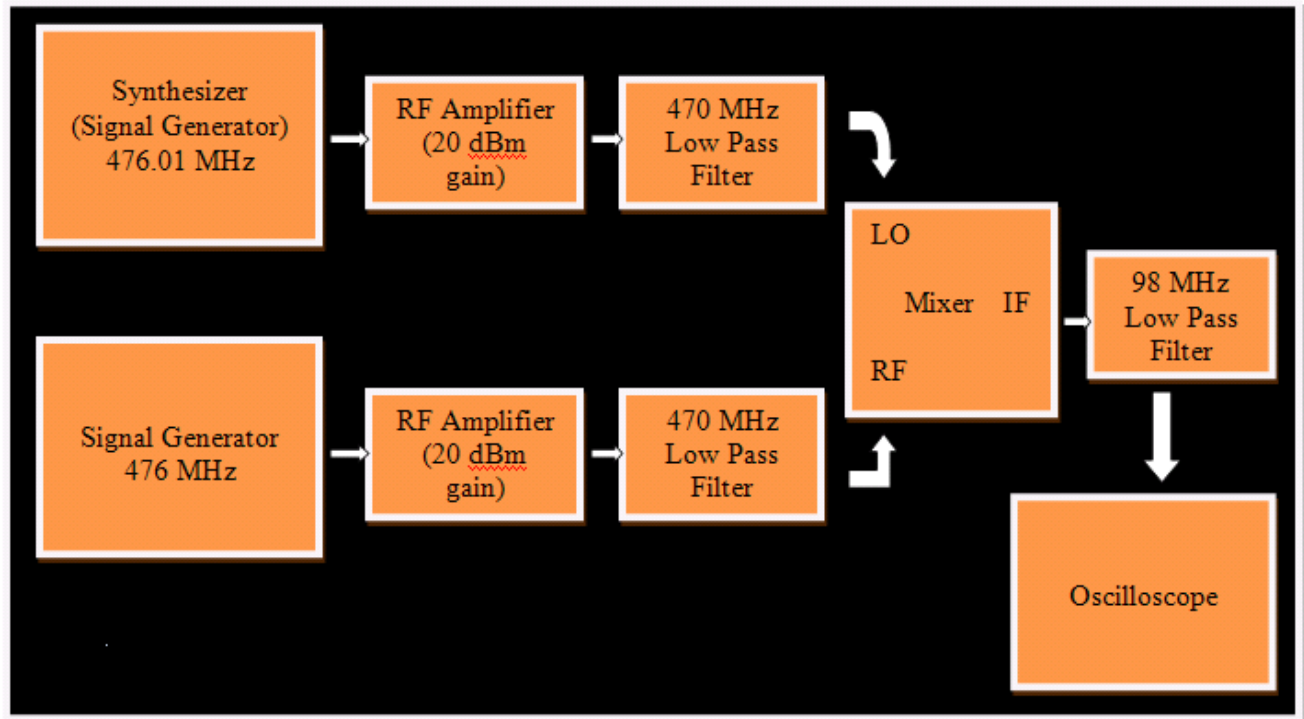 Synthesizer
(Signal Generator)
476.01 MHz
RF Amplifier
(20 dBm
gain)
470 MHz
Low Pass
Filter
LO
Mixer IF
RF
98 MHz
Low Pass
Filter
Signal Generator
476 MHz
RF Amplifier
(20 dBm
gain)
470 MHz
Low Pass
Filter
Oscilloscope